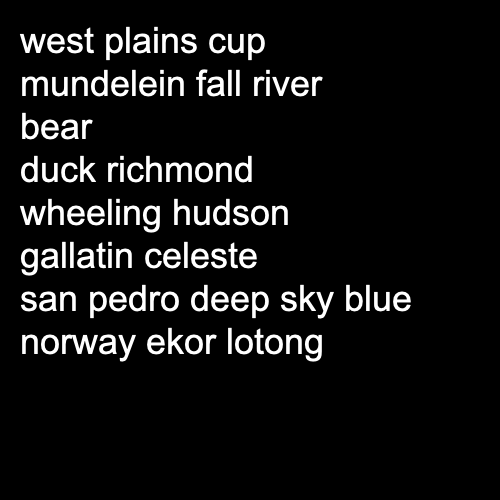 west plains cup
mundelein fall river
bear
duck richmond
wheeling hudson
gallatin celeste
san pedro deep sky blue
norway ekor lotong